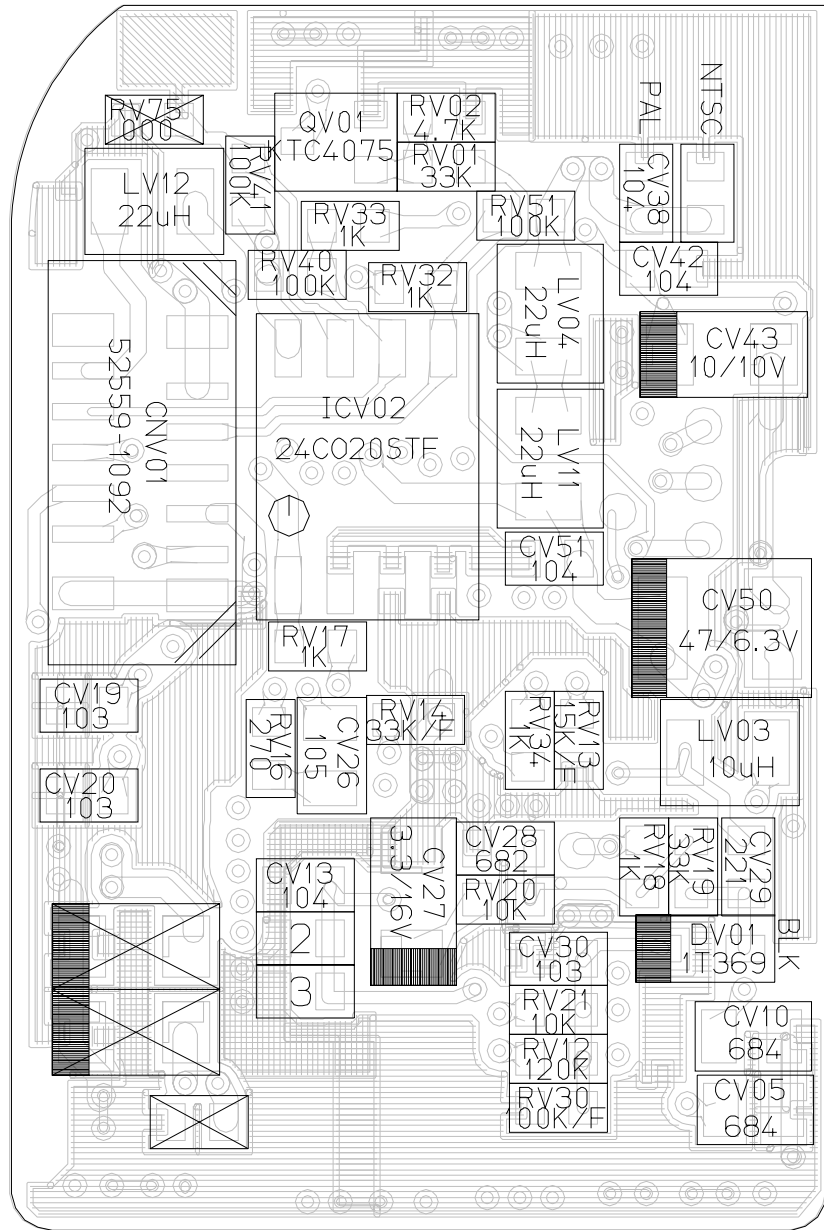 RV75
000
QV01
KTC4075
RV02
4.7K
RV01
33K
PAL
NTSC
LV12
22uH
RV41
100K
RV33
1K
RV51
100K
CV38
104
RV40
100K
RV32
1K
LV04
22uH
CV42
104
CV43
10/10V
CNV01
52559-1092
ICV02
24C020STF
LV11
22uH
CV51
104
CV50
47/6.3V
RV17
1K
CV19
103
RV16
270
CV26
105
RV14
33K/F
RV34
1K
RV13
15K/F
LV03
10uH
CV20
103
CV27
3.3/16V
CV28
682
RV18
1K
RV19
33K
CV29
221
CV13
104
RV20
10K
2
3
CV30
103
DV01
1T369
BLK
RV21
10K
RV12
120K
RV30
100K/F
CV10
684
CV05
684